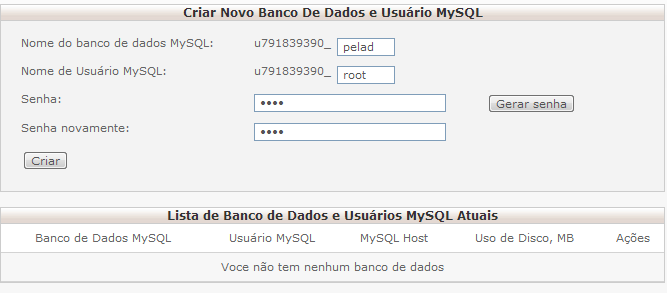 Criar Novo Banco De Dados e Usuário MySQL
Nome do banco de dados MySQL: u791839390_ pelad
Nome de Usuário MySQL: u791839390_ root
Senha: •••• Gerar senha
Senha novamente: ••••
Criar
Lista de Banco de Dados e Usuários MySQL Atuais
Banco de Dados MySQL Usuário MySQL MySQL Host Uso de Disco, MB Ações
Voce não tem nenhum banco de dados